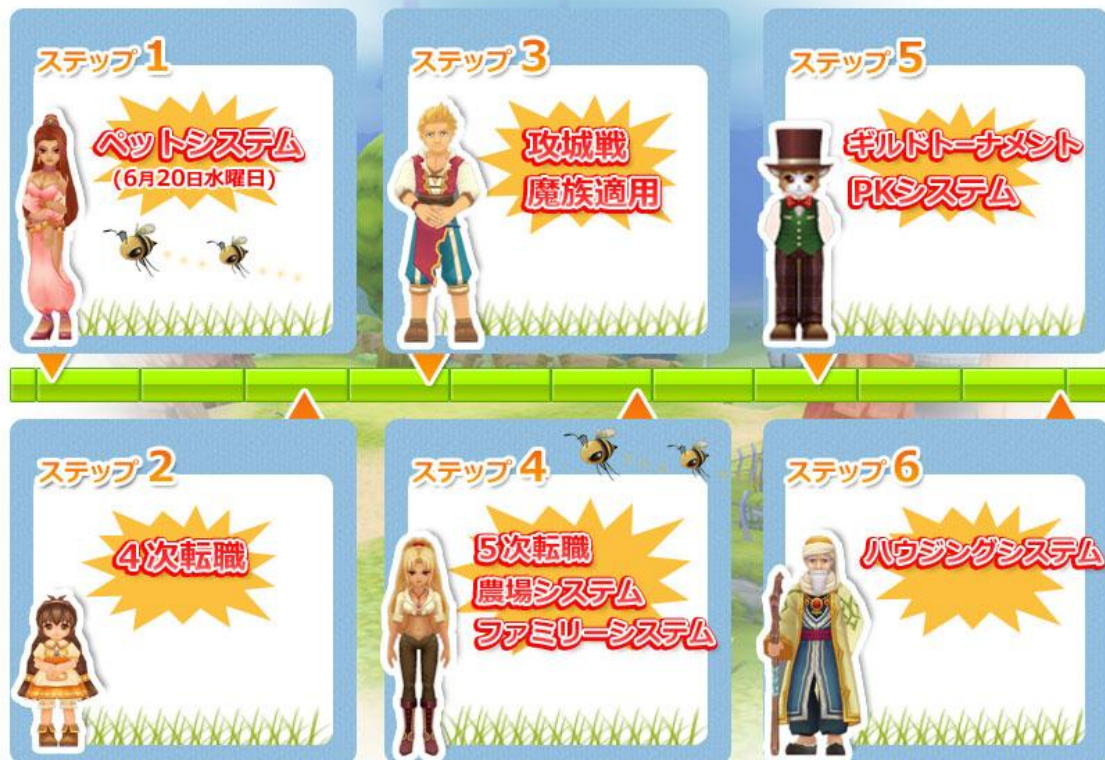 ステップ 1
ペットシステム
(6月20日水曜日)
ステップ 2
4次転職
ステップ 3
攻城戦
魔族適用
ステップ 4
5次転職
農場システム
ファミリーシステム
ステップ 5
ギルドトーナメント
PKシステム
ステップ 6
ハウジングシステム